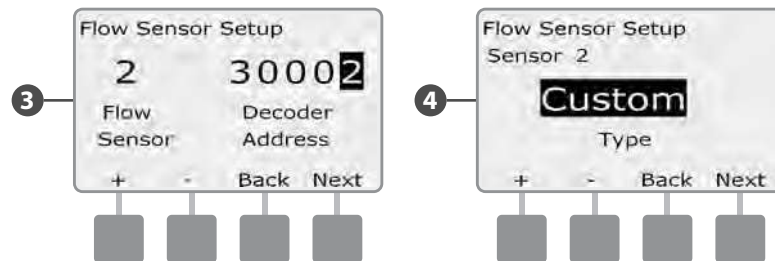 3
Flow Sensor Setup
2 30002
Flow Decoder
Sensor Address
+ - Back Next
4
Flow Sensor Setup
Sensor 2
Custom
Type
+ - Back Next